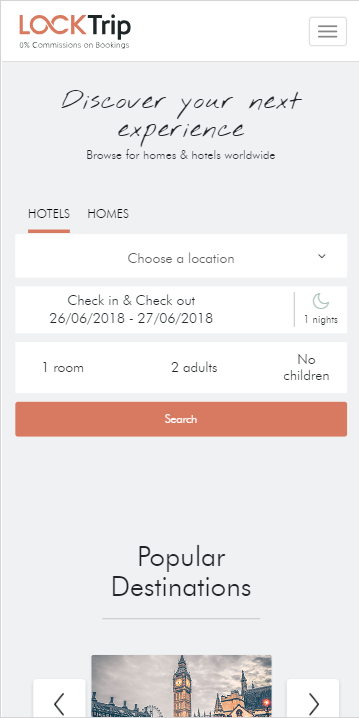 LOCKTrip
0% Commissions on Bookings
Discover your next
experience
Browse for homes & hotels worldwide
HOTELS HOMES
Choose a location
Check in & Check out
26/06/2018 - 27/06/2018
1 nights
1 room
2 adults
No
children
Search
Popular
Destinations